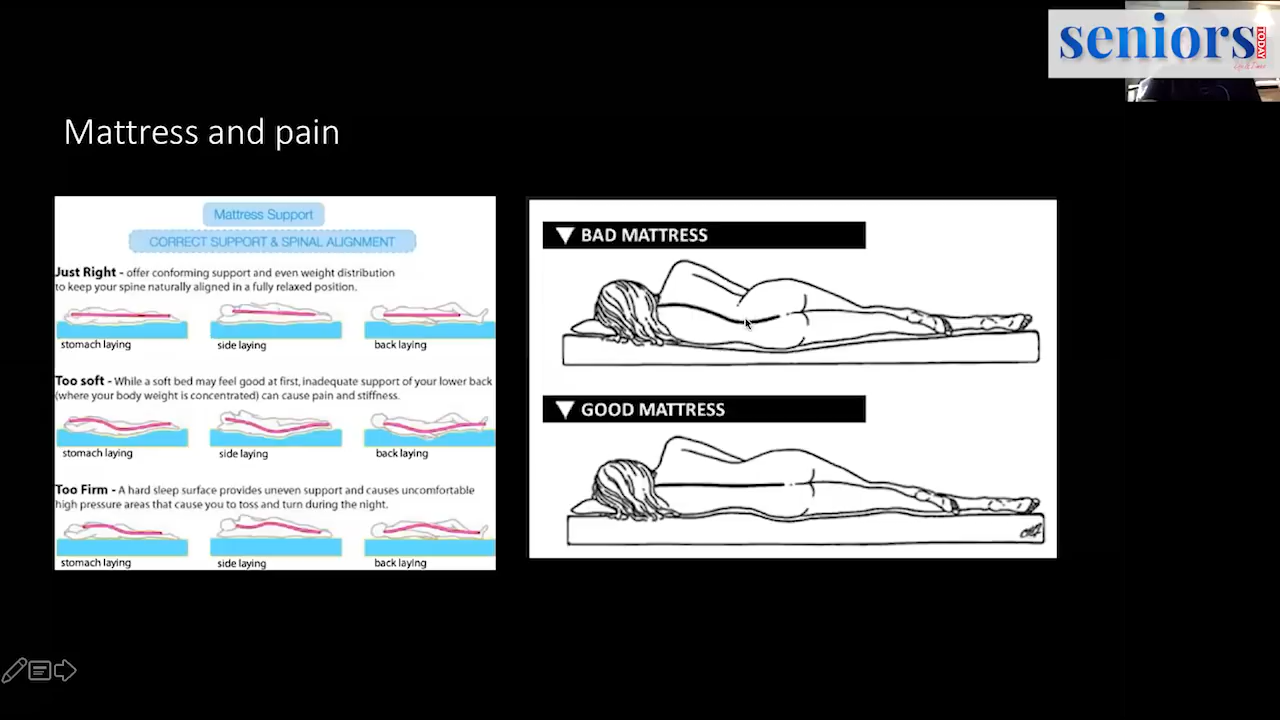 seniors
TODAY
Mattress and pain
Mattress Support
CORRECT SUPPORT & SPINAL ALIGNMENT
Just Right - offer conforming support and even weight distribution
to keep your spine naturally aligned in a fully relaxed position.
stomach laying side laying back laying
Too soft - While a soft bed may feel good at first, inadequate support of your lower back
(where your body weight is concentrated) can cause pain and stiffness.
stomach laying side laying back laying
Too Firm - A hard sleep surface provides uneven support and causes uncomfortable
high pressure areas that cause you to toss and turn during the night.
stomach laying side laying back laying
BAD MATTRESS
GOOD MATTRESS